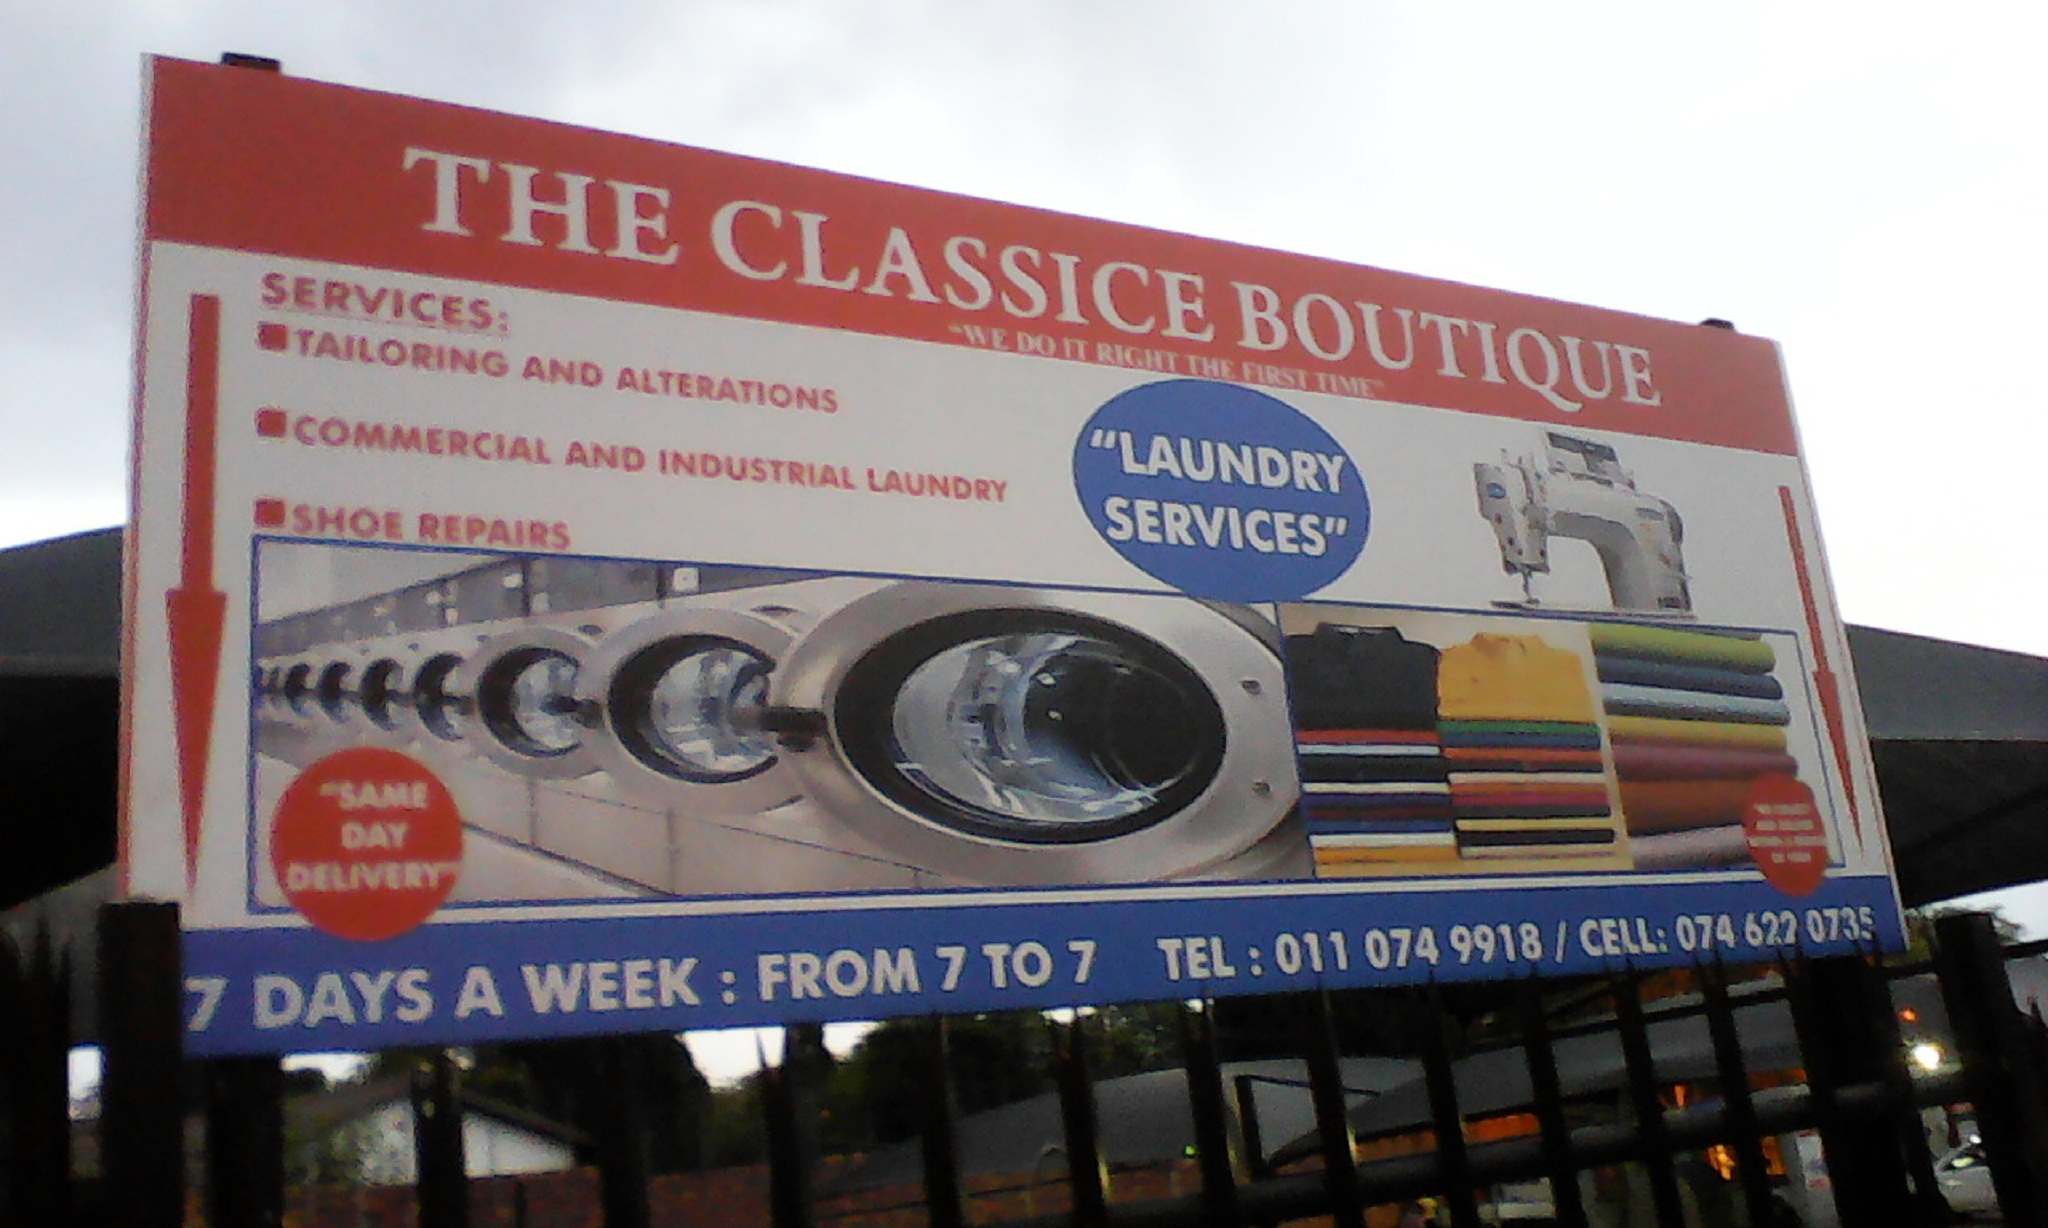 THE CLASSICE BOUTIQUE
"WE DO IT RIGHT THE FIRST TIME"
SERVICES:
TAILORING AND ALTERATIONS
COMMERCIAL AND INDUSTRIAL LAUNDRY
SHOE REPAIRS
"LAUNDRY
SERVICES"
"SAME
DAY
DELIVERY"
7 DAYS A WEEK : FROM 7 TO 7 TEL : 011 074 9918 / CELL: 074 622 0735